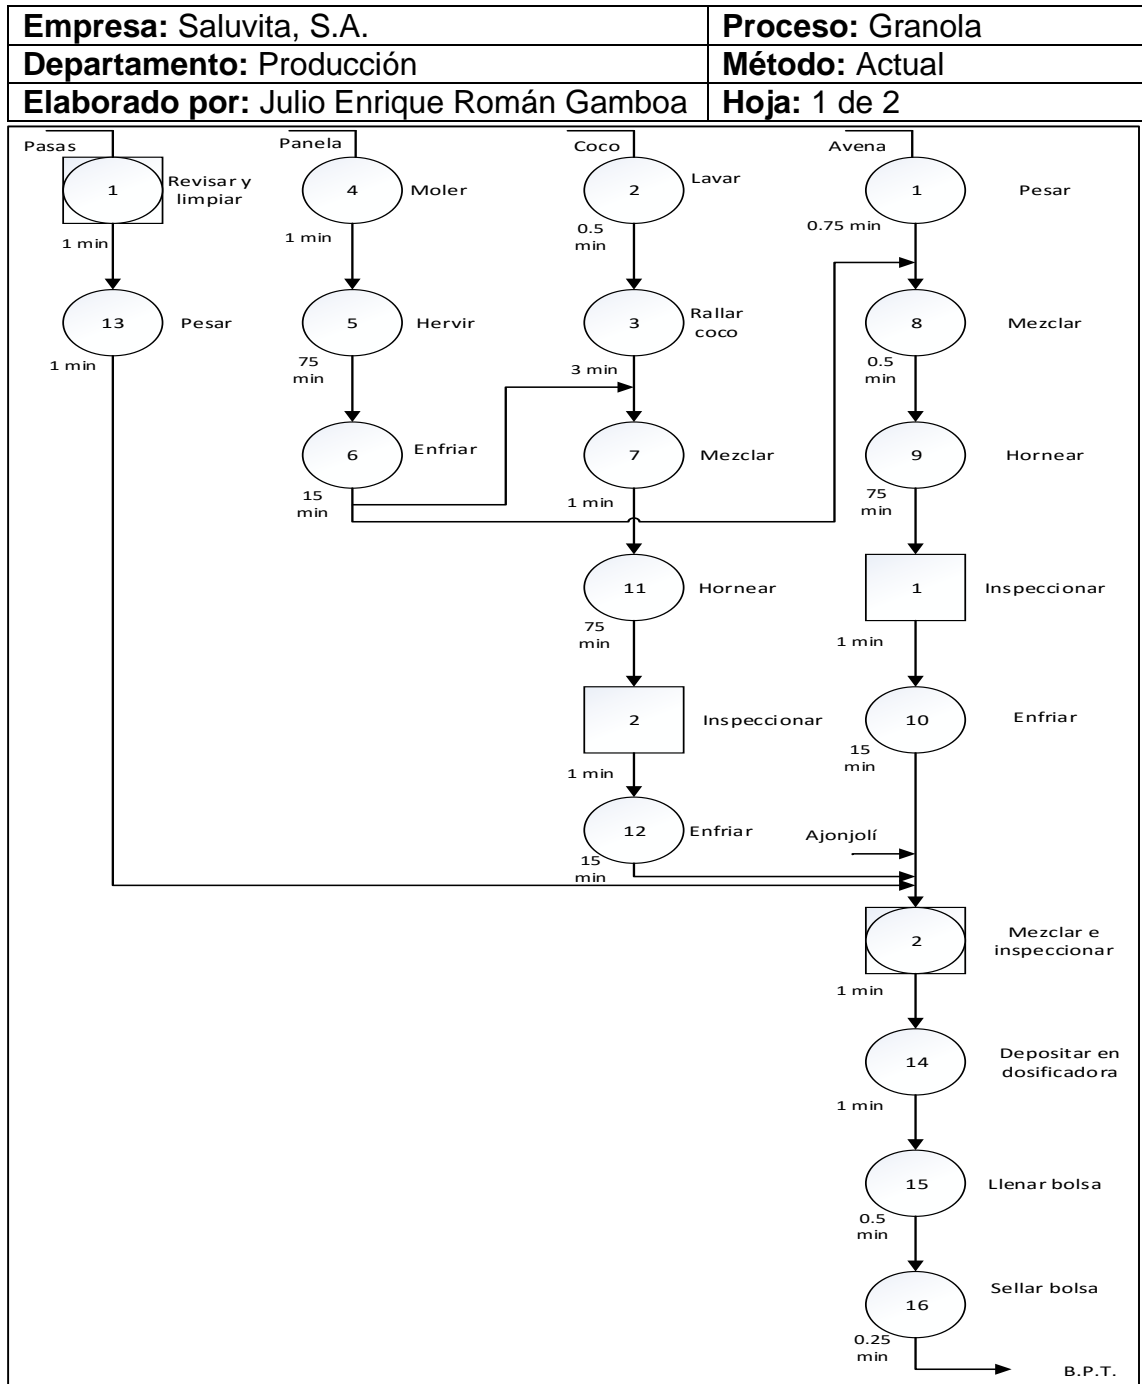 Empresa: Saluvita, S.A.
Proceso: Granola
Departamento: Producción
Método: Actual
Elaborado por: Julio Enrique Román Gamboa
Hoja: 1 de 2
Pasas
Panela
Coco
Avena
1
Revisar y
limpiar
4
Moler
2
Lavar
1
Pesar
1 min
1 min
0.5
min
0.75 min
13
Pesar
5
Hervir
3
Rallar
coco
8
Mezclar
1 min
75
min
3 min
0.5
min
6
Enfriar
7
Mezclar
9
Hornear
15
min
1 min
75
min
11
Hornear
1
Inspeccionar
75
min
1 min
2
Inspeccionar
10
Enfriar
1 min
15
min
12
Enfriar
Ajonjolí
15
min
2
Mezclar e
inspeccionar
1 min
14
Depositar en
dosificadora
1 min
15
Llenar bolsa
0.5
min
16
Sellar bolsa
0.25
min
B.P.T.